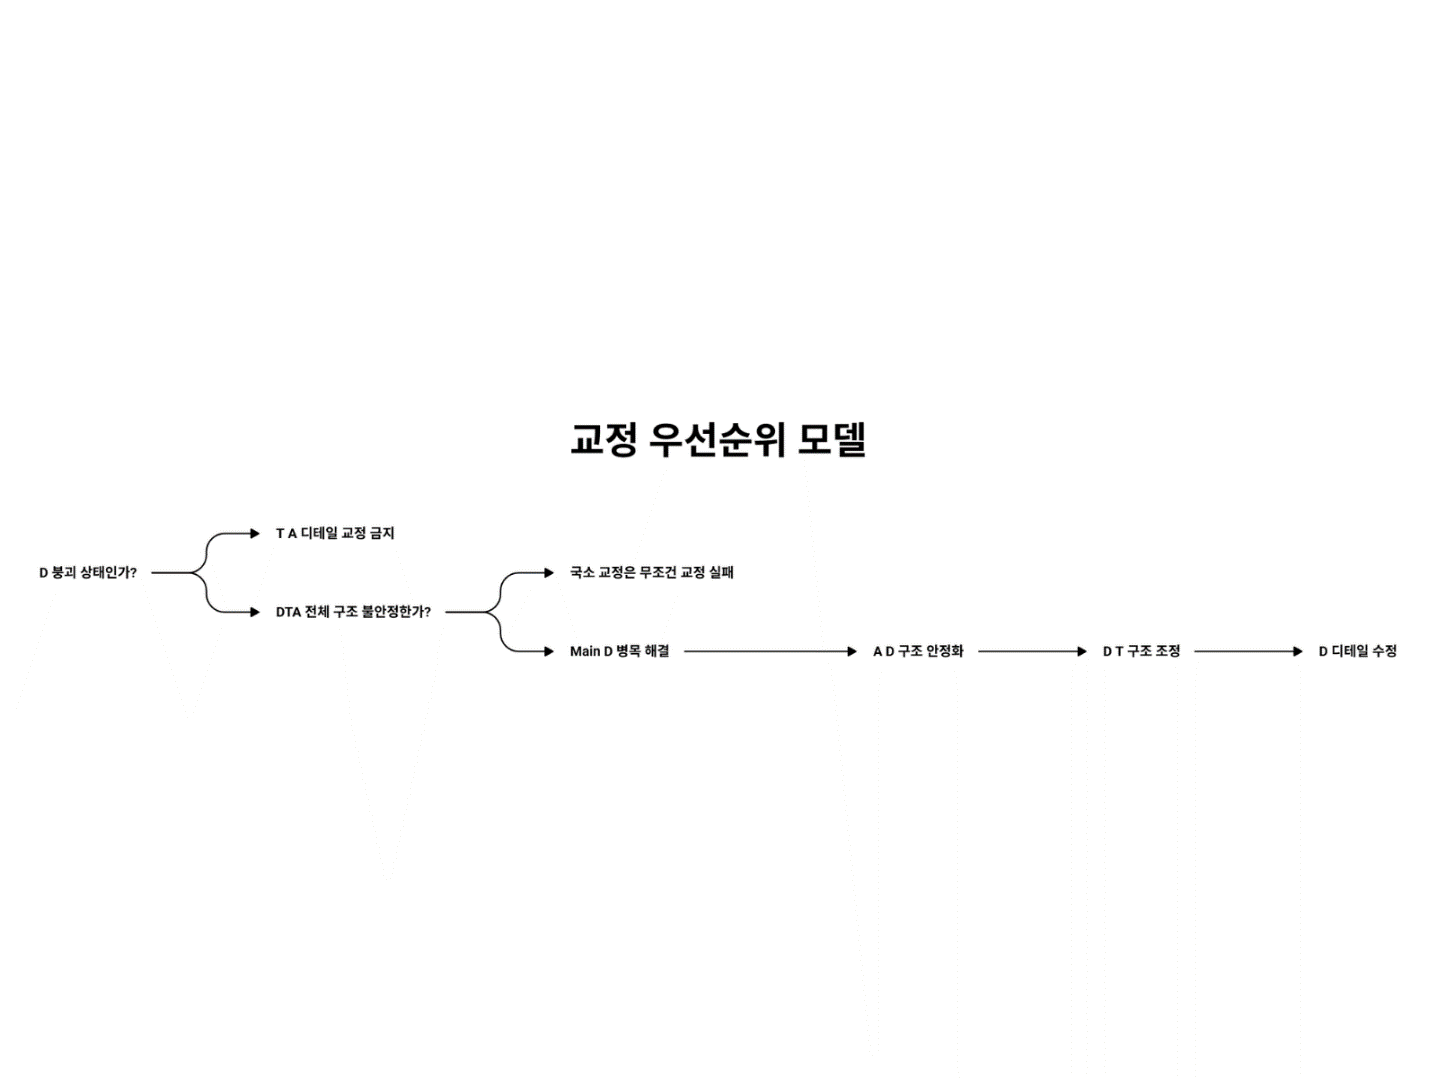 교정 우선순위 모델
D 붕괴 상태인가?
T A 디테일 교정 금지
DTA 전체 구조 불안정한가?
국소 교정은 무조건 교정 실패
Main D 병목 해결
A D 구조 안정화
D T 구조 조정
D 디테일 수정